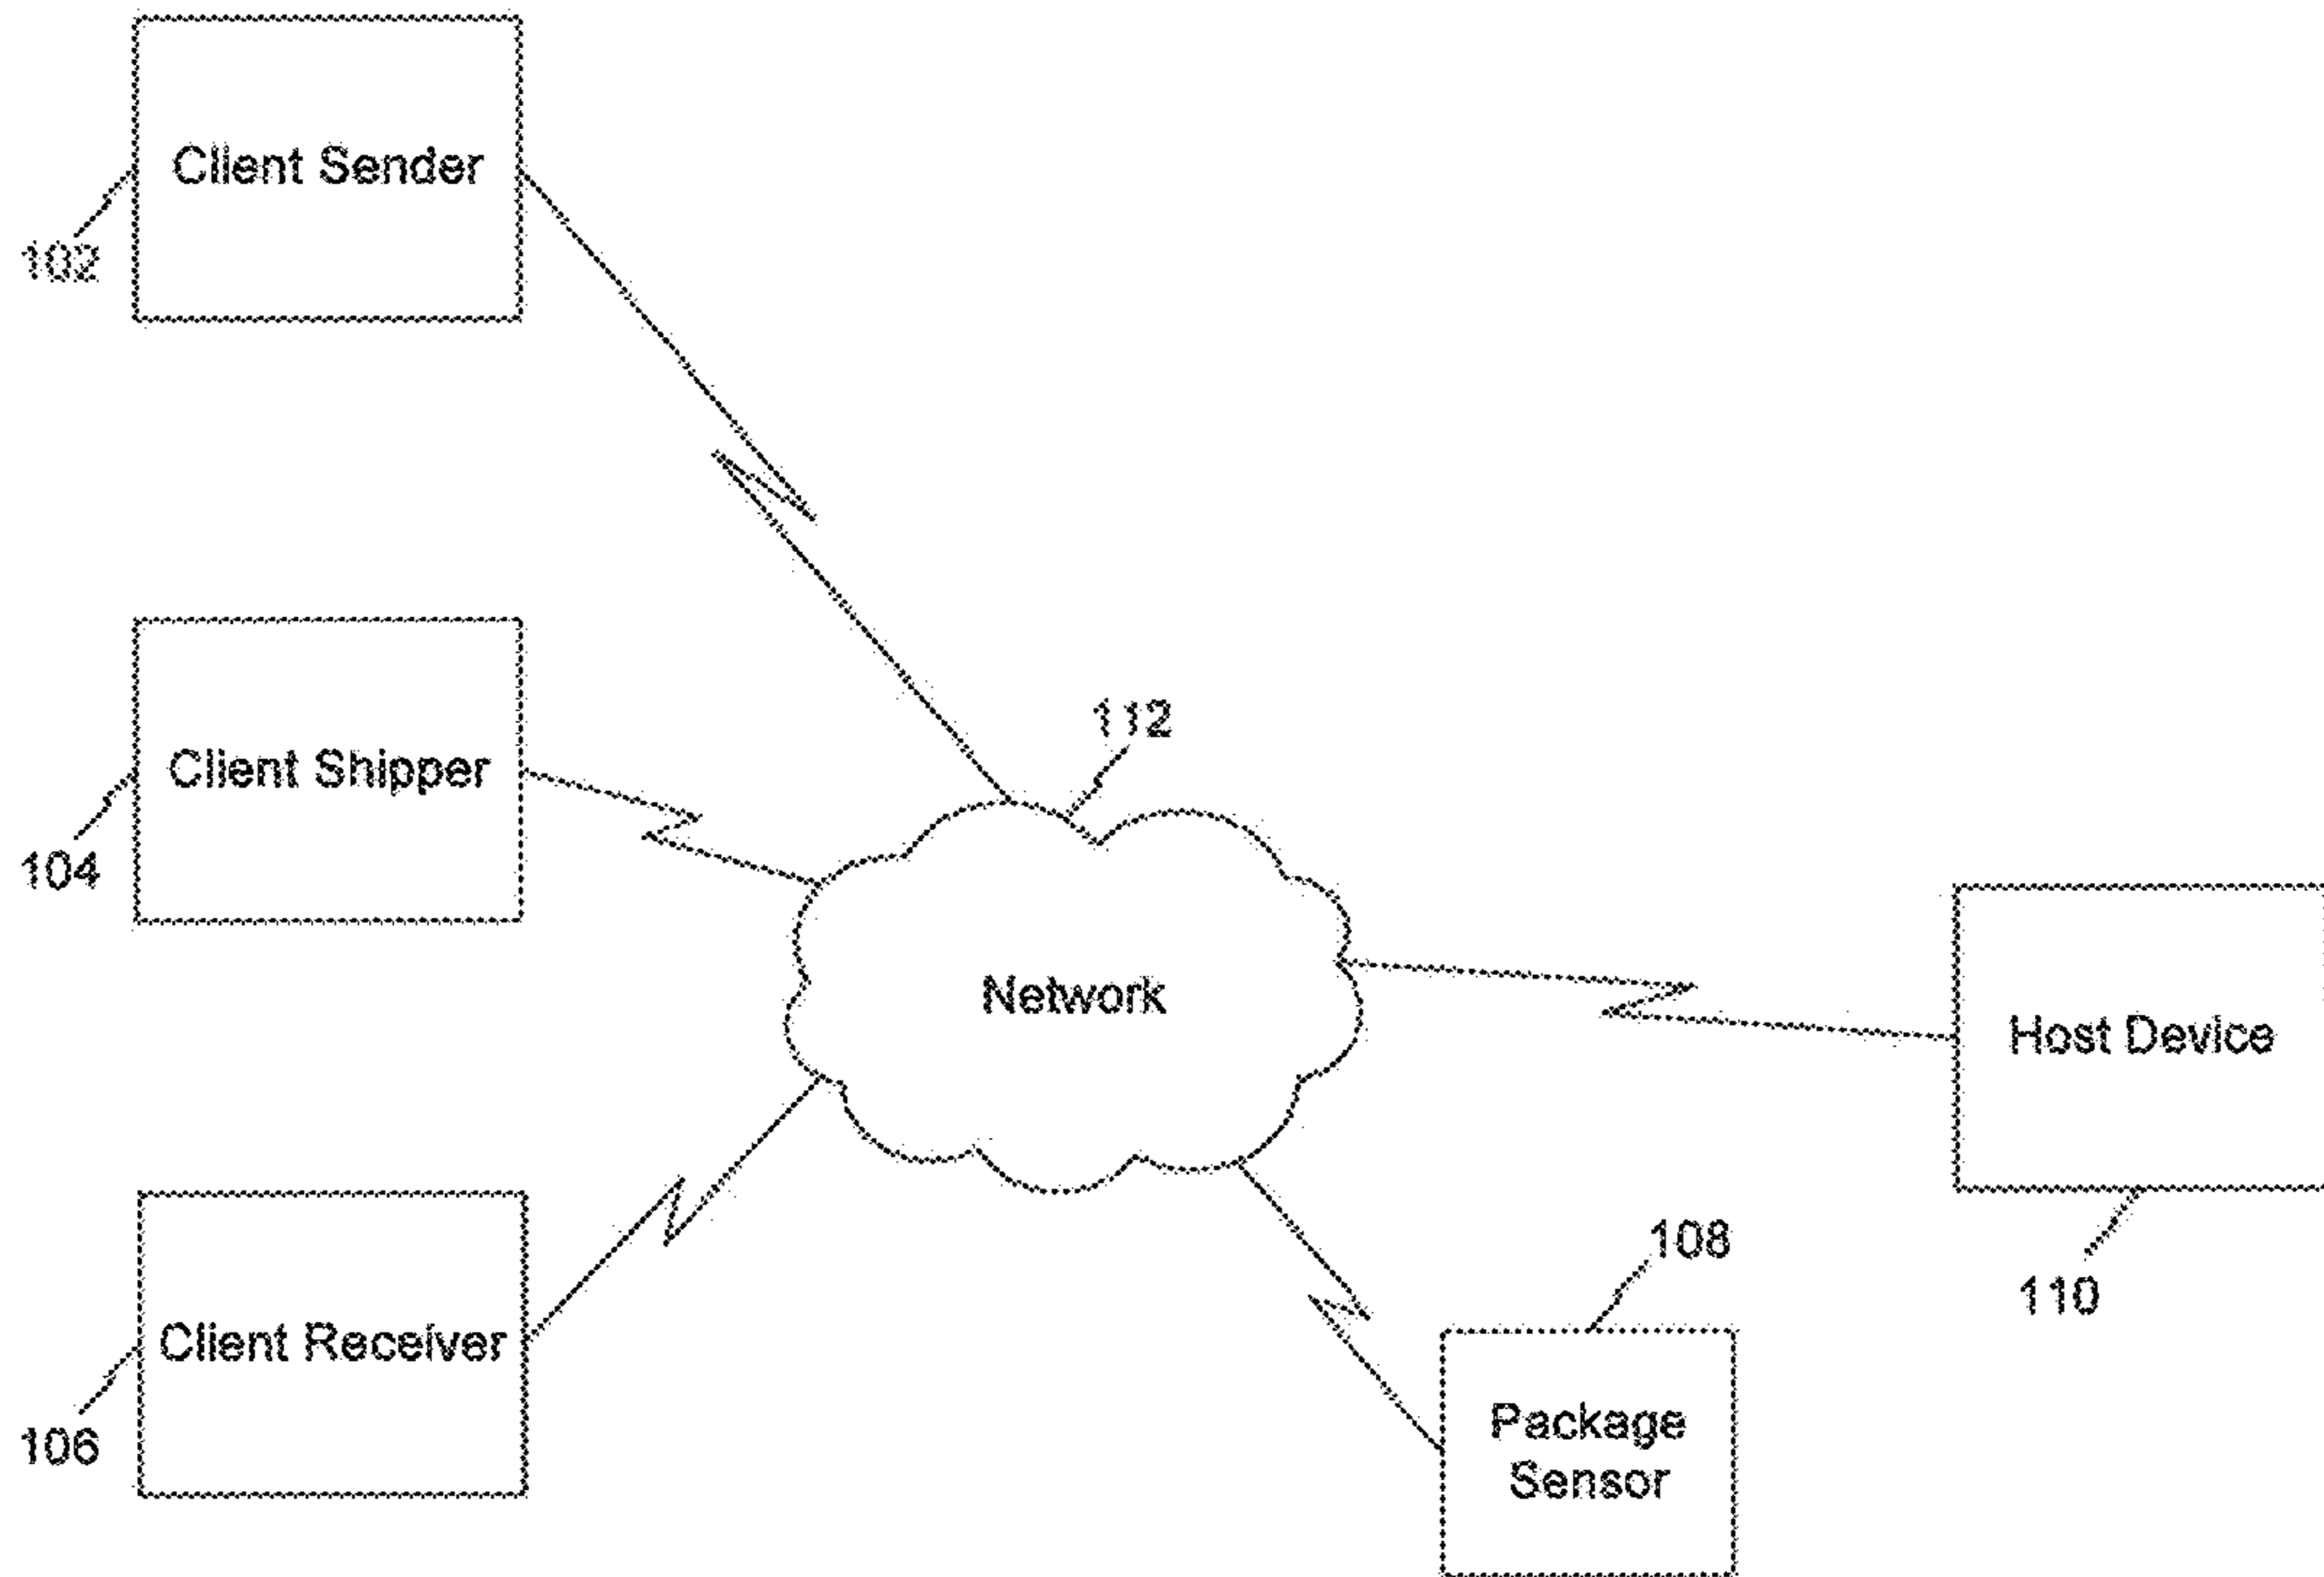 Client Sender
102
112
Client Shipper
104
Network
Host Device
108
110
Client Receiver
106
Package
Sensor